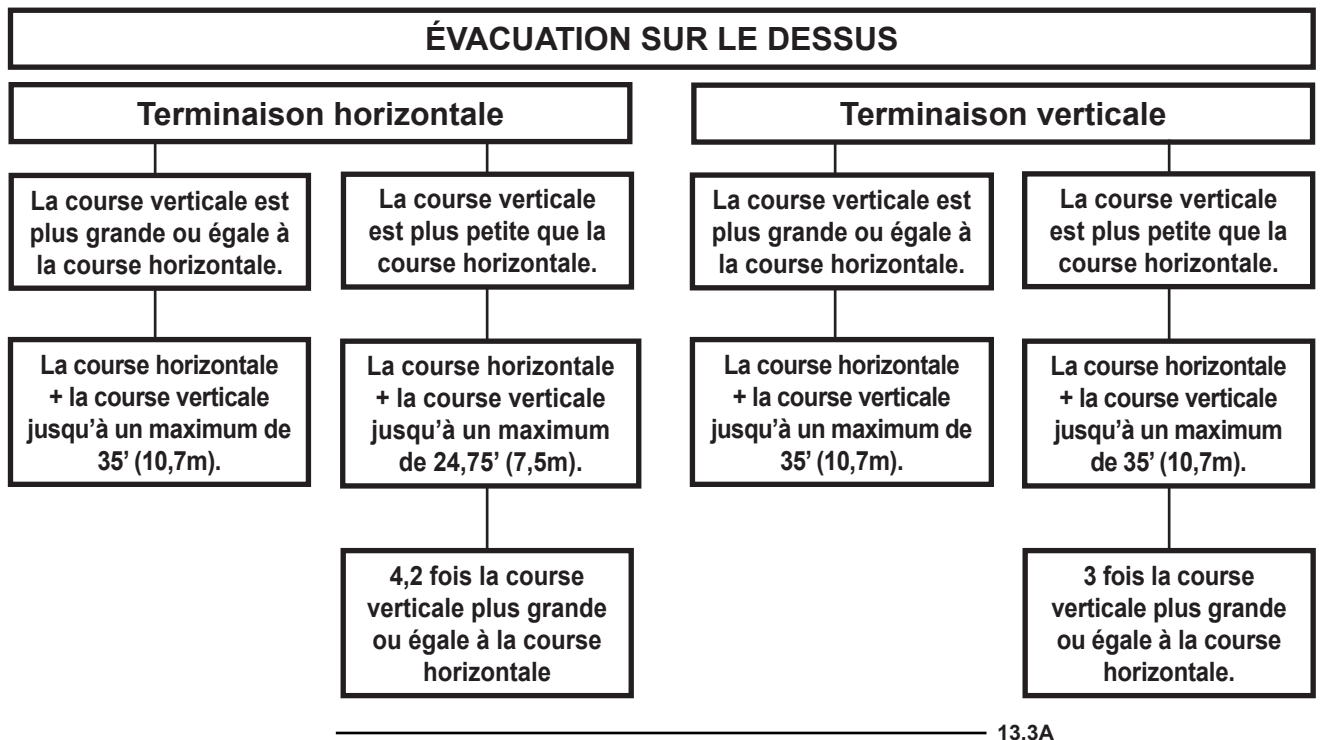 ÉVACUATION SUR LE DESSUS
Terminaison horizontale
La course verticale est
plus grande ou égale à
la course horizontale.
La course horizontale
+ la course verticale
jusqu’à un maximum de
35’ (10,7m).
La course verticale
est plus petite que la
course horizontale.
La course horizontale
+ la course verticale
jusqu’à un maximum
de 24,75’ (7,5m).
4,2 fois la course
verticale plus grande
ou égale à la course
horizontale
Terminaison verticale
La course verticale est
plus grande ou égale à
la course horizontale.
La course horizontale
+ la course verticale
jusqu’à un maximum de
35’ (10,7m).
La course verticale
est plus petite que la
course horizontale.
La course horizontale
+ la course verticale
jusqu’à un maximum
de 35’ (10,7m).
3 fois la course
verticale plus grande
ou égale à la course
horizontale.
13.3A